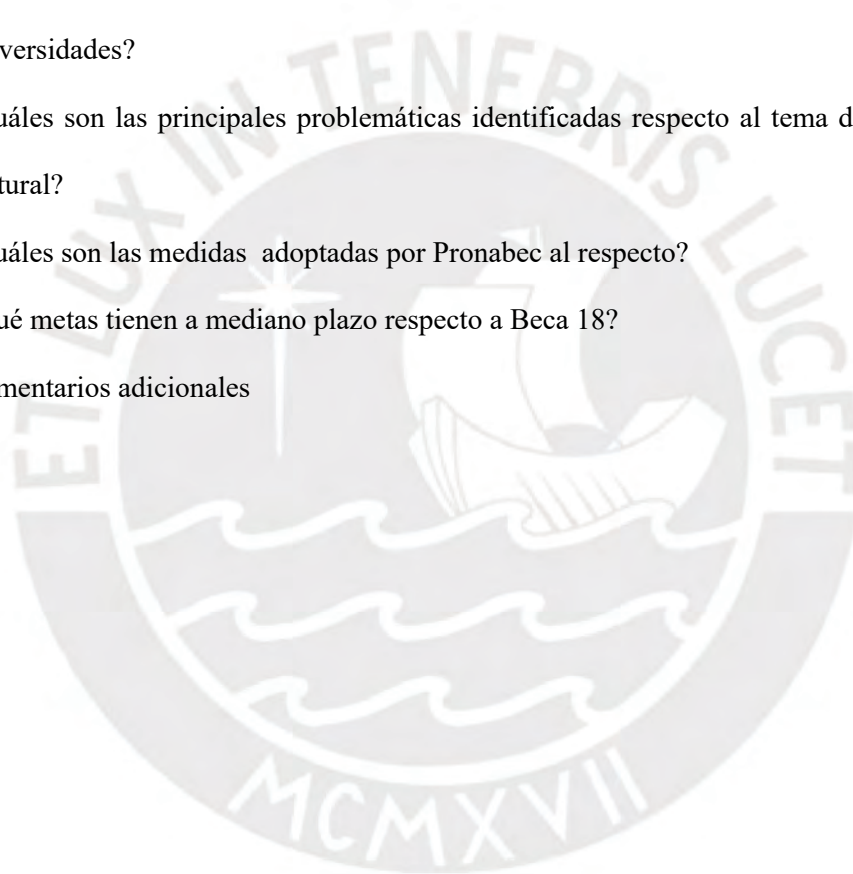 versidades?
uáles son las principales problemáticas identificadas respecto al tema d
tural?
uáles son las medidas adoptadas por Pronabec al respecto?
ué metas tienen a mediano plazo respecto a Beca 18?
mentarios adicionales
ET LUX IN TENEBRIS LUCET
MCMXVII